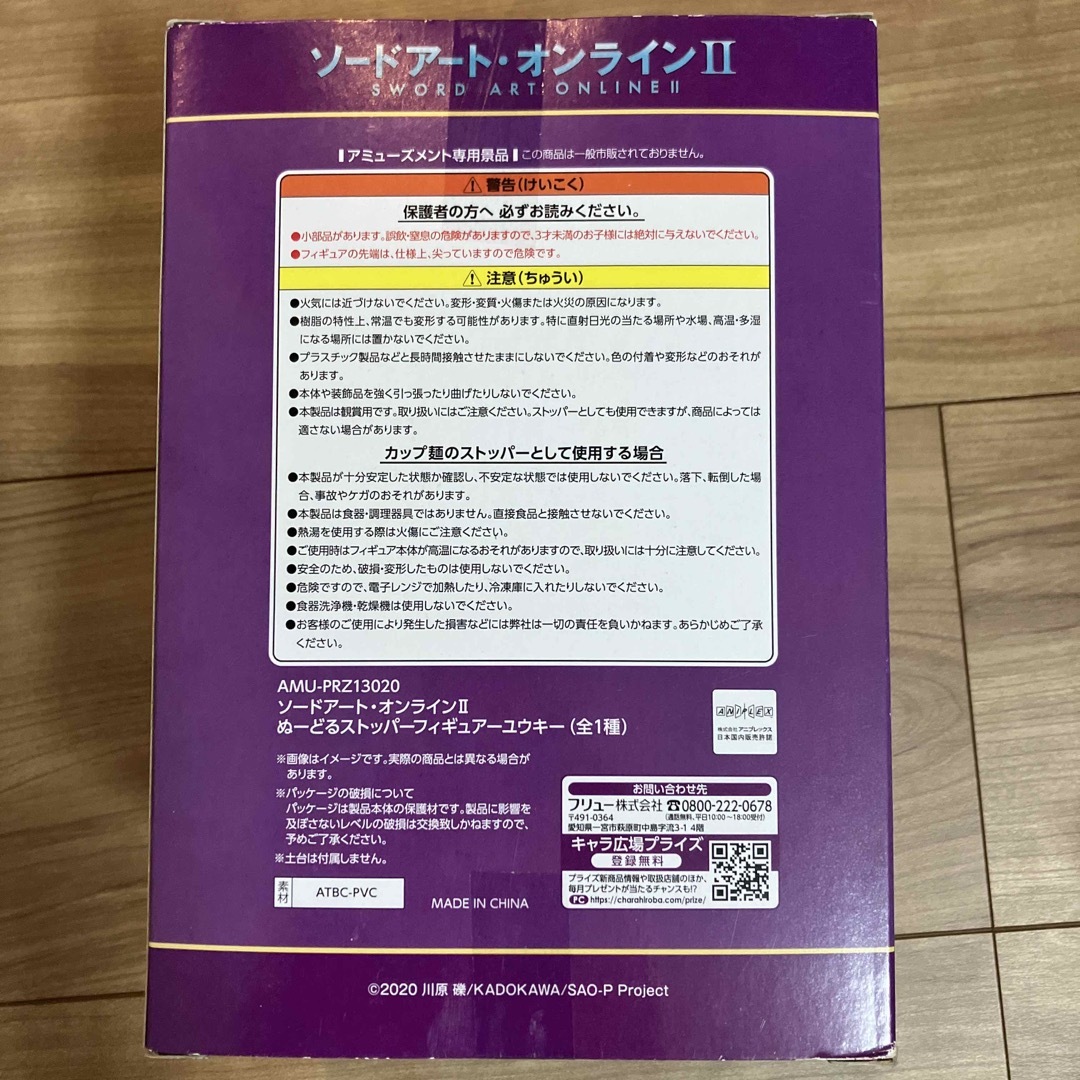 ソードアート・オンラインⅡ
SWORD ART ONLINE II
アミューズメント専用景品 この商品は一般市販されておりません。
⚠警告(けいこく)
保護者の方へ 必ずお読みください。
●小部品があります。誤飲・窒息の危険がありますので、3才未満のお子様には絶対に与えないでください。
●フィギュアの先端は、仕様上、尖っていますので危険です。
⚠注意(ちゅうい)
●火気には近づけないでください。変形・変質・火傷または火災の原因になります。
●樹脂の特性上、常温でも変形する可能性があります。特に直射日光の当たる場所や水場、高温・多湿
になる場所には置かないでください。
●プラスチック製品などと長時間接触させたままにしないでください。色の付着や変形などのおそれが
あります。
●本体や装飾品を強く引っ張ったり曲げたりしないでください。
●本製品は観賞用です。取り扱いにはご注意ください。ストッパーとしても使用できますが、商品によっては
適さない場合があります。
カップ麺のストッパーとして使用する場合
●本製品が十分安定した状態か確認し、不安定な状態では使用しないでください。落下、転倒した場
合、事故やケガのおそれがあります。
●本製品は食器・調理器具ではありません。直接食品と接触させないでください。
●熱湯を使用する際は火傷にご注意ください。
●ご使用時はフィギュア本体が高温になるおそれがありますので、取り扱いには十分に注意してください。
●安全のため、破損・変形したものは使用しないでください。
●危険ですので、電子レンジで加熱したり、冷凍庫に入れたりしないでください。
●食器洗浄機・乾燥機は使用しないでください。
●お客様のご使用により発生した損害などには弊社は一切の責任を負いかねます。あらかじめご了承
ください。
AMU-PRZ13020
ソードアート・オンラインⅡ
ぬーどるストッパーフィギュアーユウキー(全1種)
ANIPLEX
株式会社アニプレックス
日本国内販売許諾
※画像はイメージです。実際の商品とは異なる場合が
あります。
※パッケージの破損について
パッケージは製品本体の保護材です。製品に影響を
及ぼさないレベルの破損は交換致しかねますので、
予めご了承ください。
※土台は付属しません。
素材 ATBC-PVC
MADE IN CHINA
お問い合わせ先
フリュー株式会社 ☎0800-222-0678
〒491-0364 (通話無料、平日10:00~18:00受付)
愛知県一宮市萩原町中島字流3-1 4階
キャラ広場プライズ
登録無料
プライズ新商品情報や取扱店舗のほか、
毎月プレゼントが当たるチャンスも!?
PC https://charahiroba.com/prize/
©2020 川原 礫/KADOKAWA/SAO-P Project